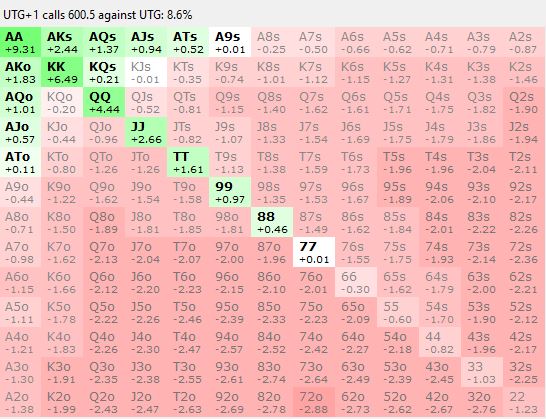 UTG+1 calls 600.5 against UTG: 8.6%
AA AKs AQs AJs ATs A9s A8s A7s A6s A5s A4s A3s A2s
+9.31 +2.44 +1.37 +0.94 +0.52 +0.01 -0.25 -0.50 -0.66 -0.62 -0.71 -0.79 -0.87
AKo KK KQs KJs KTs K9s K8s K7s K6s K5s K4s K3s K2s
+1.83 +6.49 +0.21 -0.01 -0.35 -0.74 -1.01 -1.12 -1.15 -1.27 -1.31 -1.38 -1.46
AQo KQo QQ QJs QTs Q9s Q8s Q7s Q6s Q5s Q4s Q3s Q2s
+1.01 -0.20 +4.44 -0.52 -0.81 -1.15 -1.40 -1.62 -1.61 -1.71 -1.75 -1.82 -1.90
AJo KJo QJo JJ JTs J9s J8s J7s J6s J5s J4s J3s J2s
+0.57 -0.44 -0.96 +2.66 -0.82 -1.07 -1.33 -1.54 -1.69 -1.75 -1.79 -1.86 -1.94
ATo KTo QTo JTo TT T9s T8s T7s T6s T5s T4s T3s T2s
+0.11 -0.80 -1.26 -1.26 +1.61 -1.13 -1.38 -1.59 -1.73 -1.96 -1.96 -2.04 -2.11
A9o K9o Q9o J9o T9o 99 98s 97s 96s 95s 94s 93s 92s
-0.44 -1.22 -1.62 -1.54 -1.58 +0.97 -1.35 -1.53 -1.67 -1.89 -2.06 -2.10 -2.17
A8o K8o Q8o J8o T8o 98o 88 87s 86s 85s 84s 83s 82s
-0.71 -1.50 -1.89 -1.81 -1.85 -1.81 +0.46 -1.49 -1.62 -1.84 -2.01 -2.22 -2.26
A7o K7o Q7o J7o T7o 97o 87o 77 76s 75s 74s 73s 72s
-0.98 -1.62 -2.13 -2.04 -2.07 -2.00 -1.96 +0.01 -1.55 -1.75 -1.93 -2.14 -2.36
A6o K6o Q6o J6o T6o 96o 86o 76o 66 65s 64s 63s 62s
-1.15 -1.66 -2.12 -2.20 -2.23 -2.15 -2.10 -2.01 -0.30 -1.62 -1.79 -2.00 -2.21
A5o K5o Q5o J5o T5o 95o 85o 75o 65o 55 54s 53s 52s
-1.11 -1.78 -2.22 -2.26 -2.46 -2.39 -2.33 -2.23 -2.09 -0.60 -1.70 -1.90 -2.12
A4o K4o Q4o J4o T4o 94o 84o 74o 64o 54o 44 43s 42s
-1.21 -1.83 -2.26 -2.30 -2.47 -2.57 -2.52 -2.42 -2.27 -2.18 -0.82 -1.96 -2.17
A3o K3o Q3o J3o T3o 93o 83o 73o 63o 53o 43o 33 32s
-1.30 -1.91 -2.35 -2.38 -2.55 -2.61 -2.74 -2.64 -2.49 -2.39 -2.45 -1.03 -2.25
A2o K2o Q2o J2o T2o 92o 82o 72o 62o 52o 42o 32o 22
-1.38 -1.99 -2.43 -2.47 -2.63 -2.69 -2.78 -2.88 -2.73 -2.62 -2.67 -2.76 -1.23